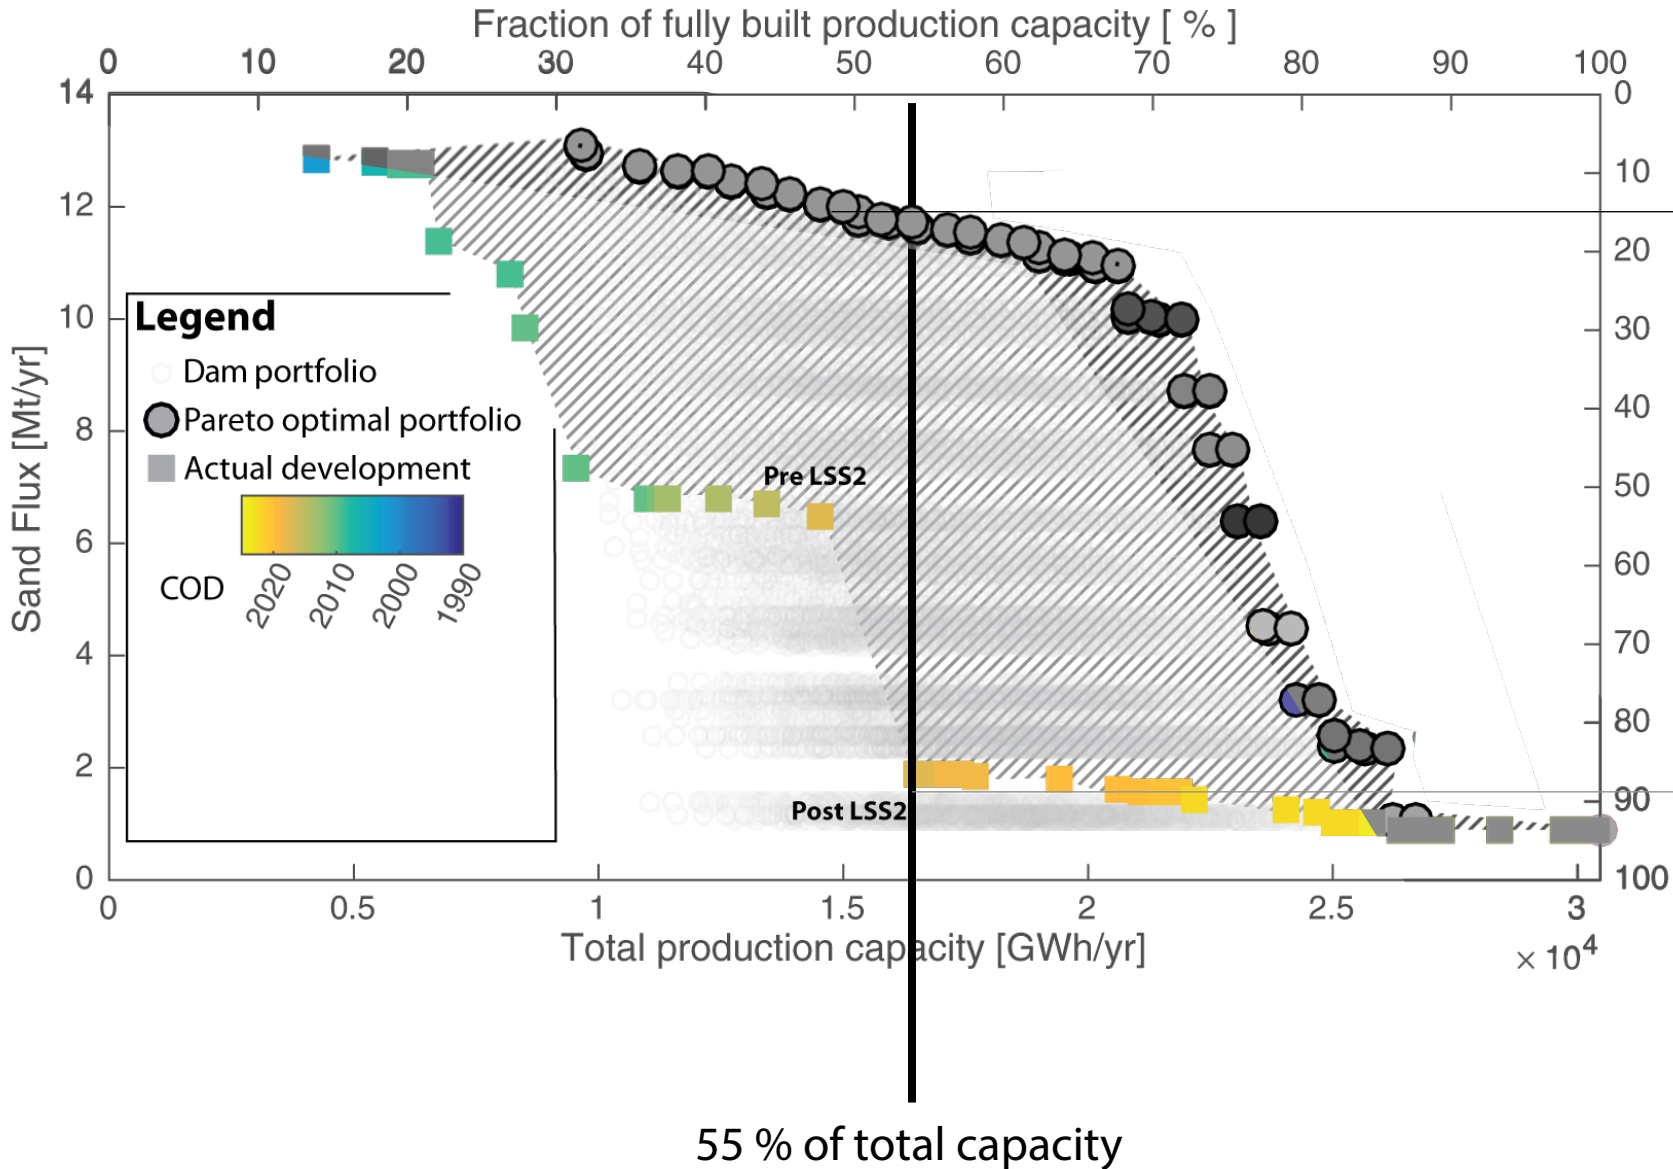 Fraction of fully built production capacity [ % ]
0 10 20 30 40 50 60 70 80 90 100
14 0
10
12
20
10 30
40
8
Pre LSS2
50
6
60
4 70
80
2
90
Post LSS2
0 100
Sand Flux [Mt/yr]
Legend
Dam portfolio
Pareto optimal portfolio
Actual development
COD
2020 2010 2000 1990
0 0.5 1 1.5 2 2.5 3
Total production capacity [GWh/yr]
× 10⁴
55 % of total capacity